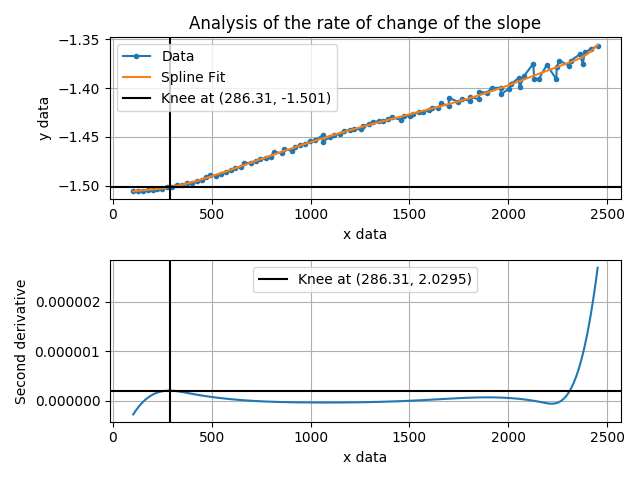 Analysis of the rate of change of the slope
−1.35
−1.40
−1.45
−1.50
y data
Data
Spline Fit
Knee at (286.31, -1.501)
0 500 1000 1500 2000 2500
x data
0.000002
0.000001
0.000000
Second derivative
Knee at (286.31, 2.0295)
0 500 1000 1500 2000 2500
x data